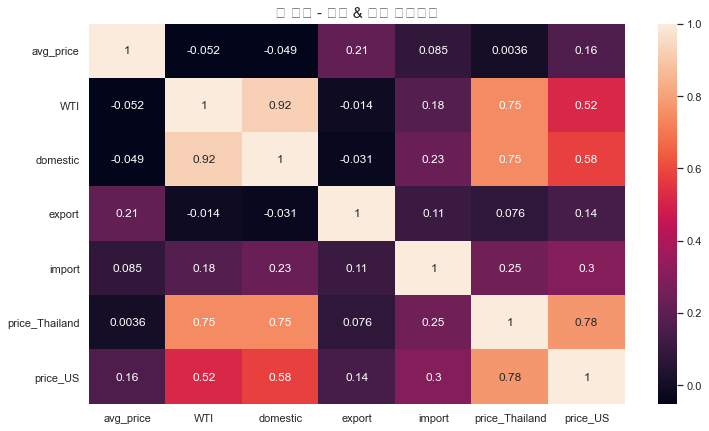 - &
1.0
avg_price 1 -0.052 -0.049 0.21 0.085 0.0036 0.16
WTI -0.052 1 0.92 -0.014 0.18 0.75 0.52
0.8
domestic -0.049 0.92 1 -0.031 0.23 0.75 0.58
0.6
export 0.21 -0.014 -0.031 1 0.11 0.076 0.14
0.4
import 0.085 0.18 0.23 0.11 1 0.25 0.3
0.2
price_Thailand 0.0036 0.75 0.75 0.076 0.25 1 0.78
price_US 0.16 0.52 0.58 0.14 0.3 0.78 1
0.0
avg_price WTI domestic export import price_Thailand price_US